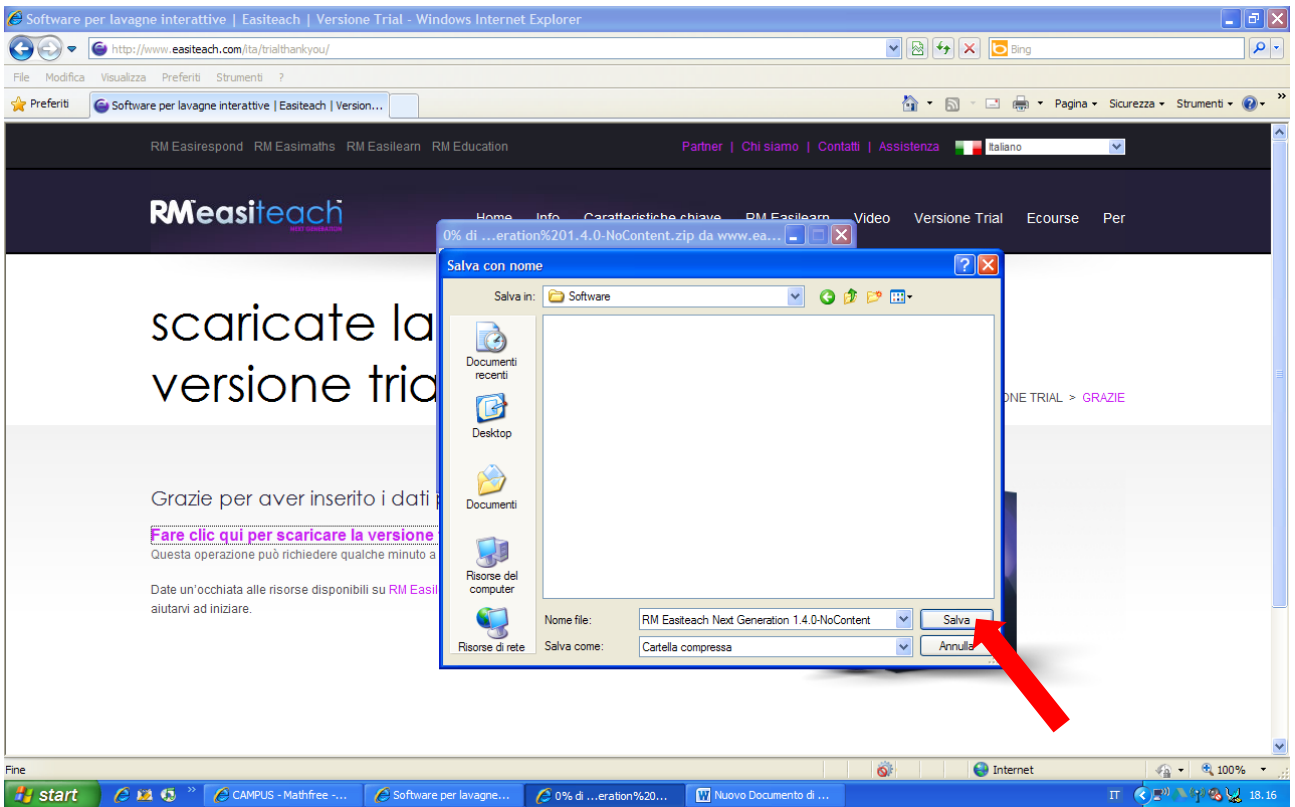 Software per lavagne interattive | Easiteach | Versione Trial - Windows Internet Explorer
http://www.easiteach.com/ita/trialthankyou/
Bing
File Modifica Visualizza Preferiti Strumenti ?
Preferiti
Software per lavagne interattive | Easiteach | Version...
Pagina Sicurezza Strumenti
RM Easirespond RM Easimaths RM Easilearn RM Education
Partner | Chi siamo | Contatti | Assistenza
Italiano
RM easiteach
NEXT GENERATION
Home Info Caratteristiche chiave RM Easilearn Video Versione Trial Ecourse Per
0% di ...eration%201.4.0-NoContent.zip da www.ea...
Salva con nome
Salva in: Software
scaricate la
versione tria
ONE TRIAL > GRAZIE
Documenti
recenti
Desktop
Documenti
Risorse del
computer
Risorse di rete
Nome file: RM Easiteach Next Generation 1.4.0-NoContent Salva
Salva come: Cartella compressa Annulla
Grazie per aver inserito i dati
Fare clic qui per scaricare la versione
Questa operazione può richiedere qualche minuto a
Date un'occhiata alle risorse disponibili su RM Easil
aiutarvi ad iniziare.
Fine
Internet
100%
start
CAMPUS - Mathfree -...
Software per lavagne...
0% di ...eration%20...
Nuovo Documento di ...
IT
18.16